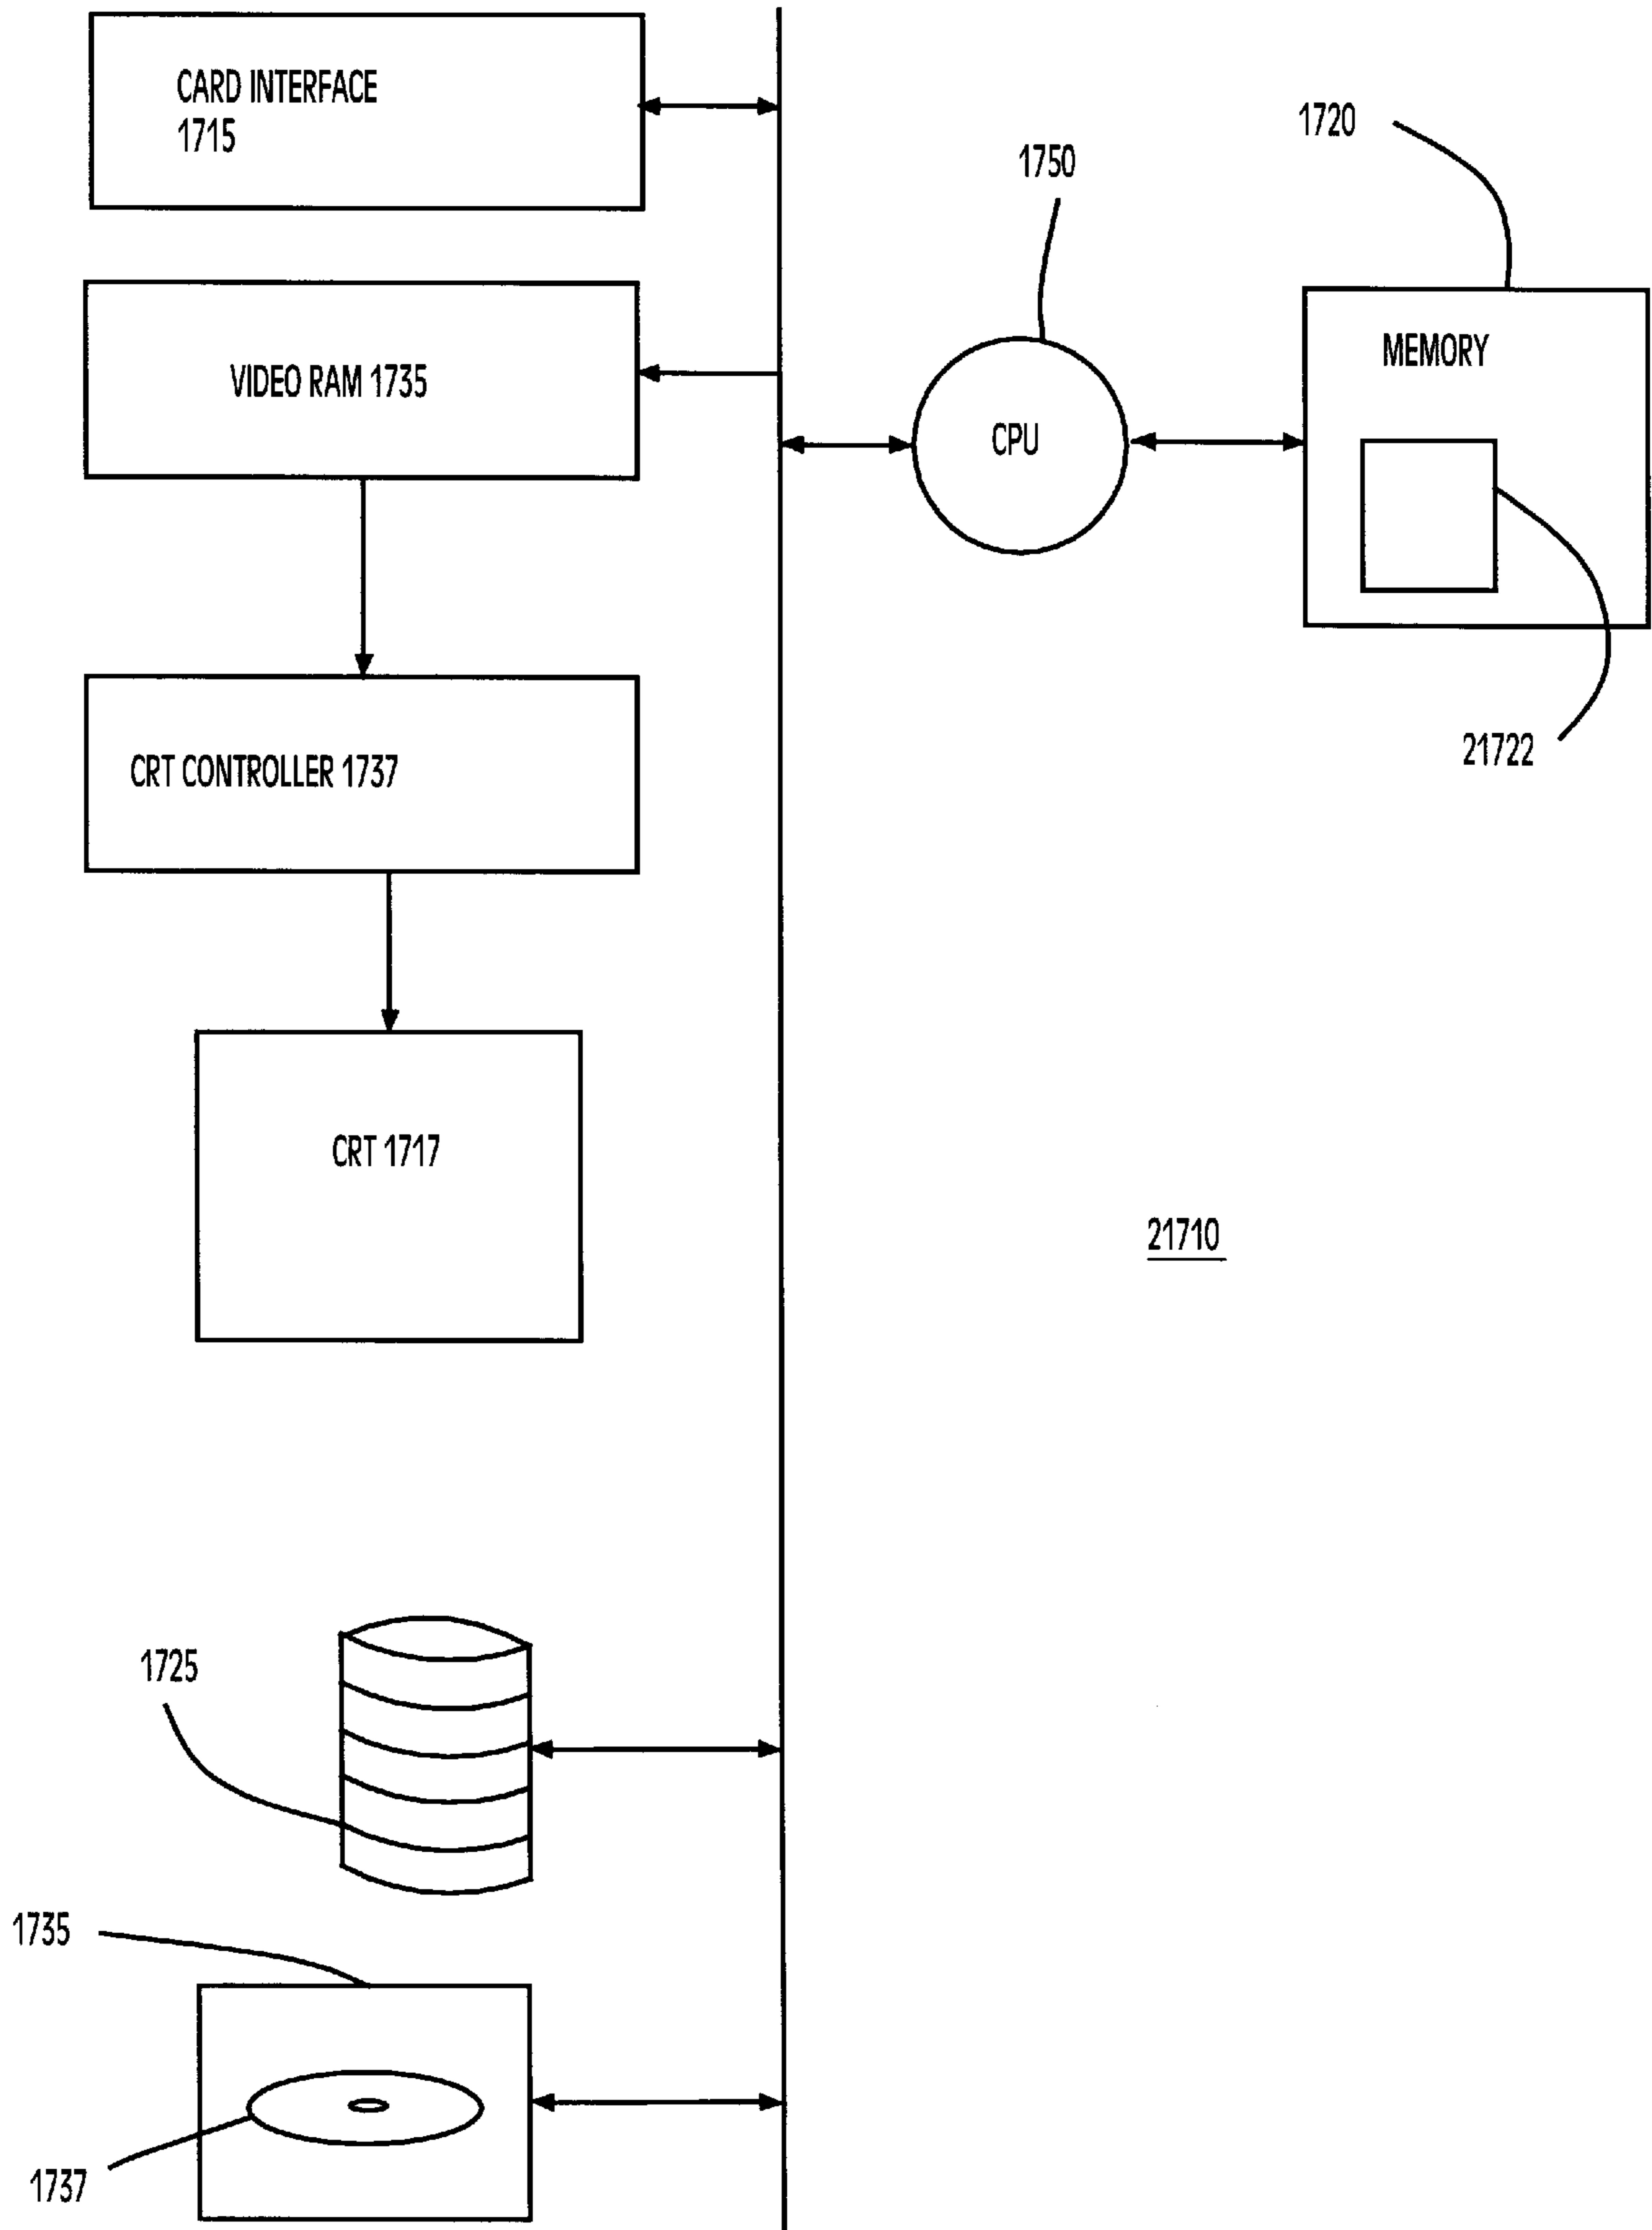 CARD INTERFACE
1715
1720
1750
VIDEO RAM 1735
MEMORY
CPU
CRT CONTROLLER 1737
21722
CRT 1717
21710
1725
1735
1737